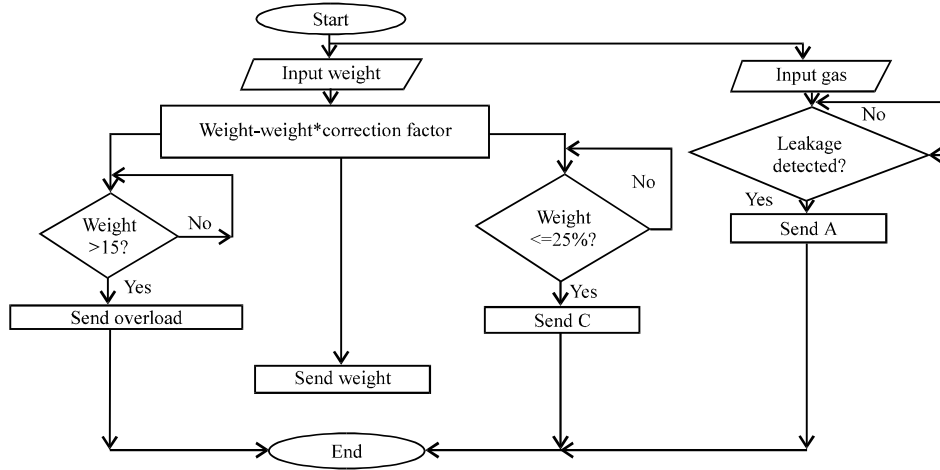 Start
Input weight
Input gas
Weight-weight*correction factor
No
Leakage
detected?
Yes
Send A
Weight
>15?
No
Yes
Send overload
Weight
<=25%?
No
Yes
Send C
Send weight
End